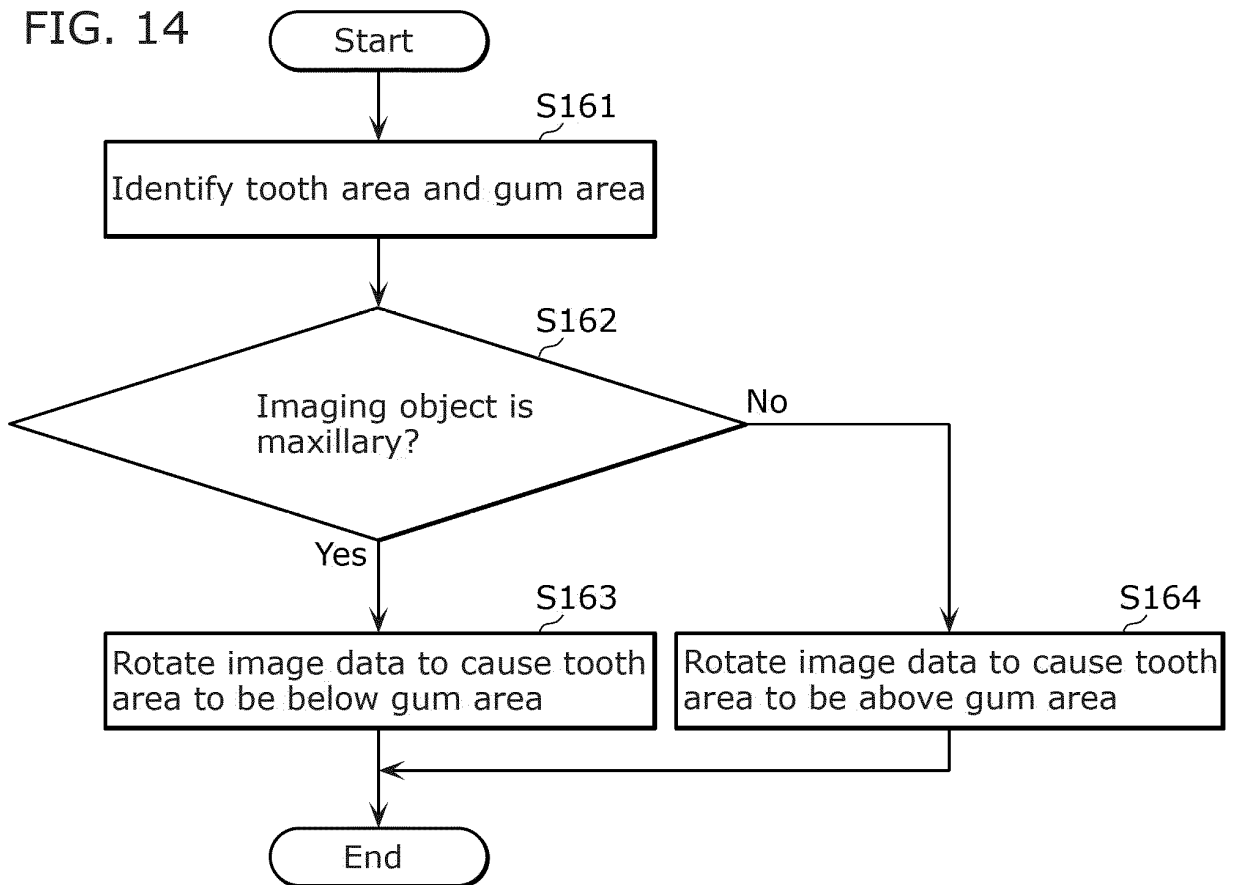 FIG. 14
Start
S161
Identify tooth area and gum area
S162
Imaging object is
maxillary?
No
Yes
S163
Rotate image data to cause tooth
area to be below gum area
S164
Rotate image data to cause tooth
area to be above gum area
End